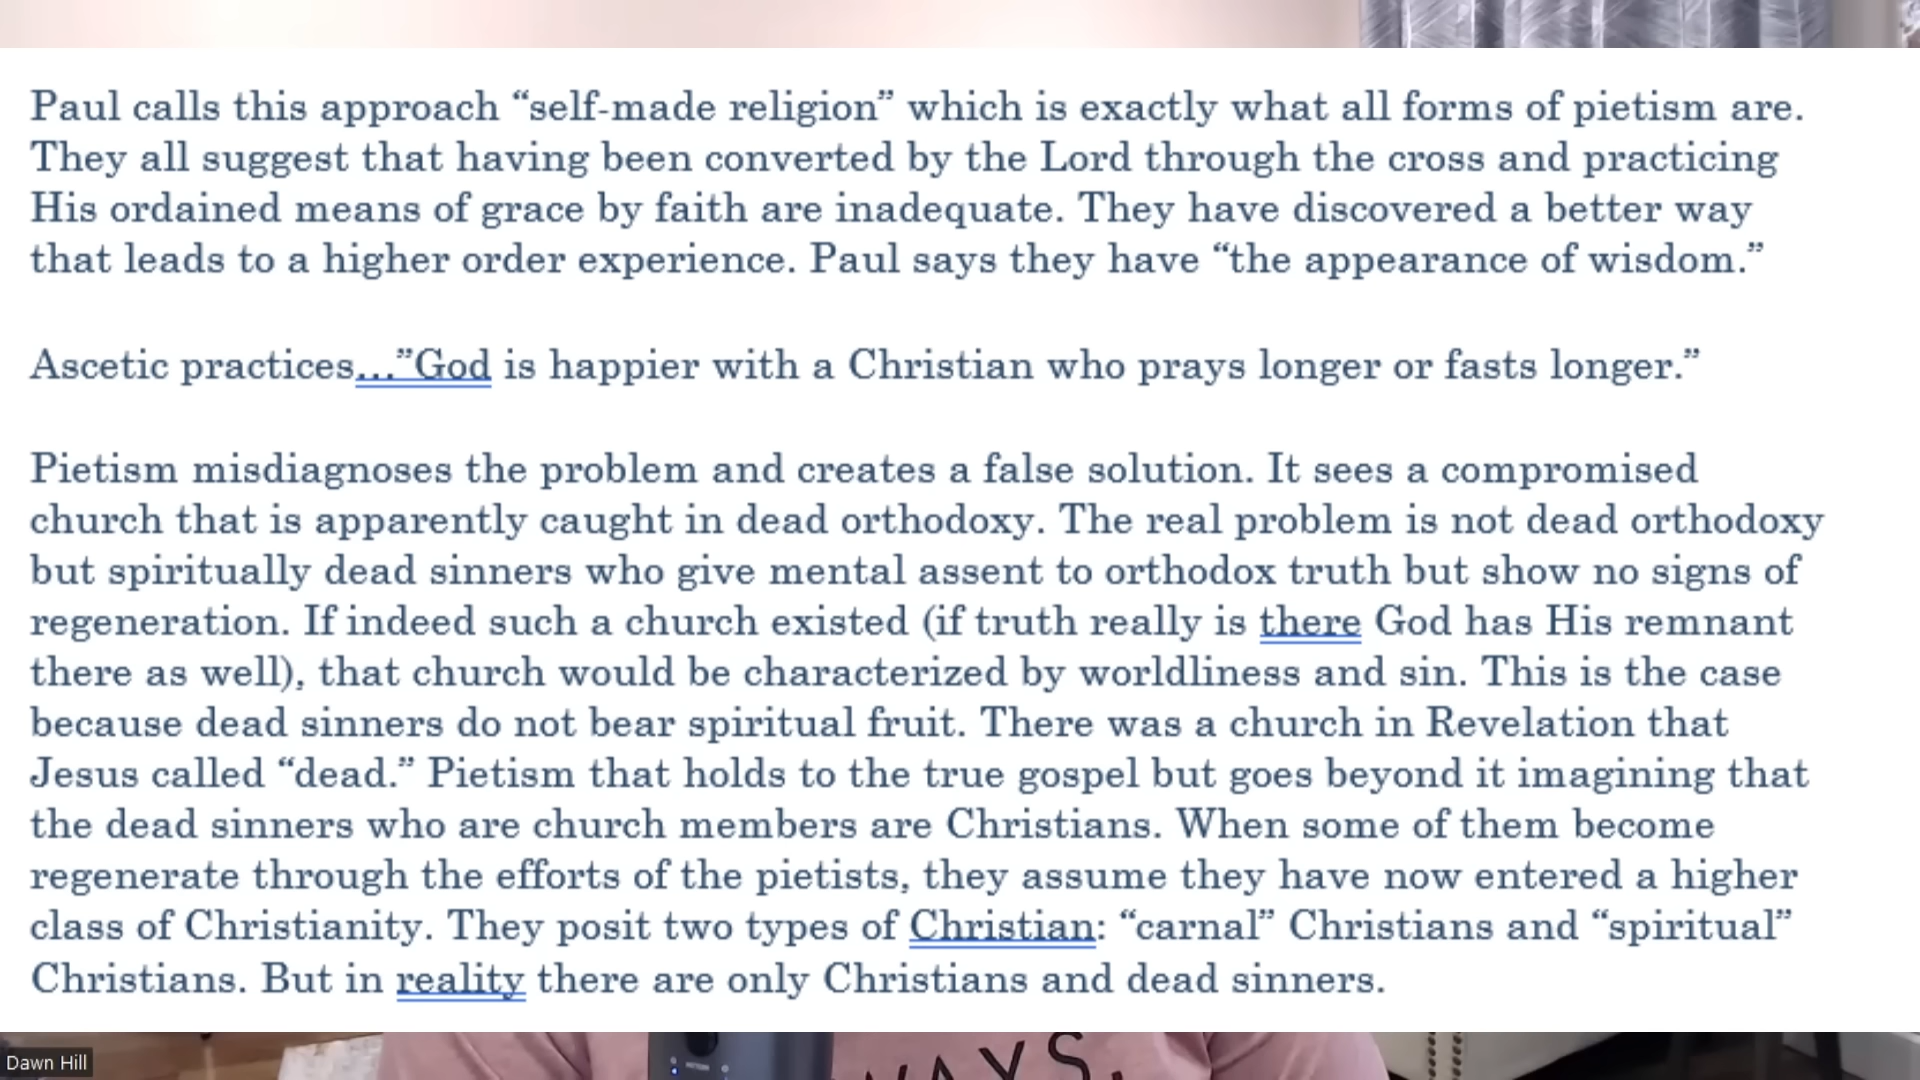 Paul calls this approach “self-made religion” which is exactly what all forms of pietism are.
They all suggest that having been converted by the Lord through the cross and practicing
His ordained means of grace by faith are inadequate. They have discovered a better way
that leads to a higher order experience. Paul says they have “the appearance of wisdom.”
Ascetic practices…”God is happier with a Christian who prays longer or fasts longer.”
Pietism misdiagnoses the problem and creates a false solution. It sees a compromised
church that is apparently caught in dead orthodoxy. The real problem is not dead orthodoxy
but spiritually dead sinners who give mental assent to orthodox truth but show no signs of
regeneration. If indeed such a church existed (if truth really is there God has His remnant
there as well), that church would be characterized by worldliness and sin. This is the case
because dead sinners do not bear spiritual fruit. There was a church in Revelation that
Jesus called “dead.” Pietism that holds to the true gospel but goes beyond it imagining that
the dead sinners who are church members are Christians. When some of them become
regenerate through the efforts of the pietists, they assume they have now entered a higher
class of Christianity. They posit two types of Christian: “carnal” Christians and “spiritual”
Christians. But in reality there are only Christians and dead sinners.
Dawn Hill